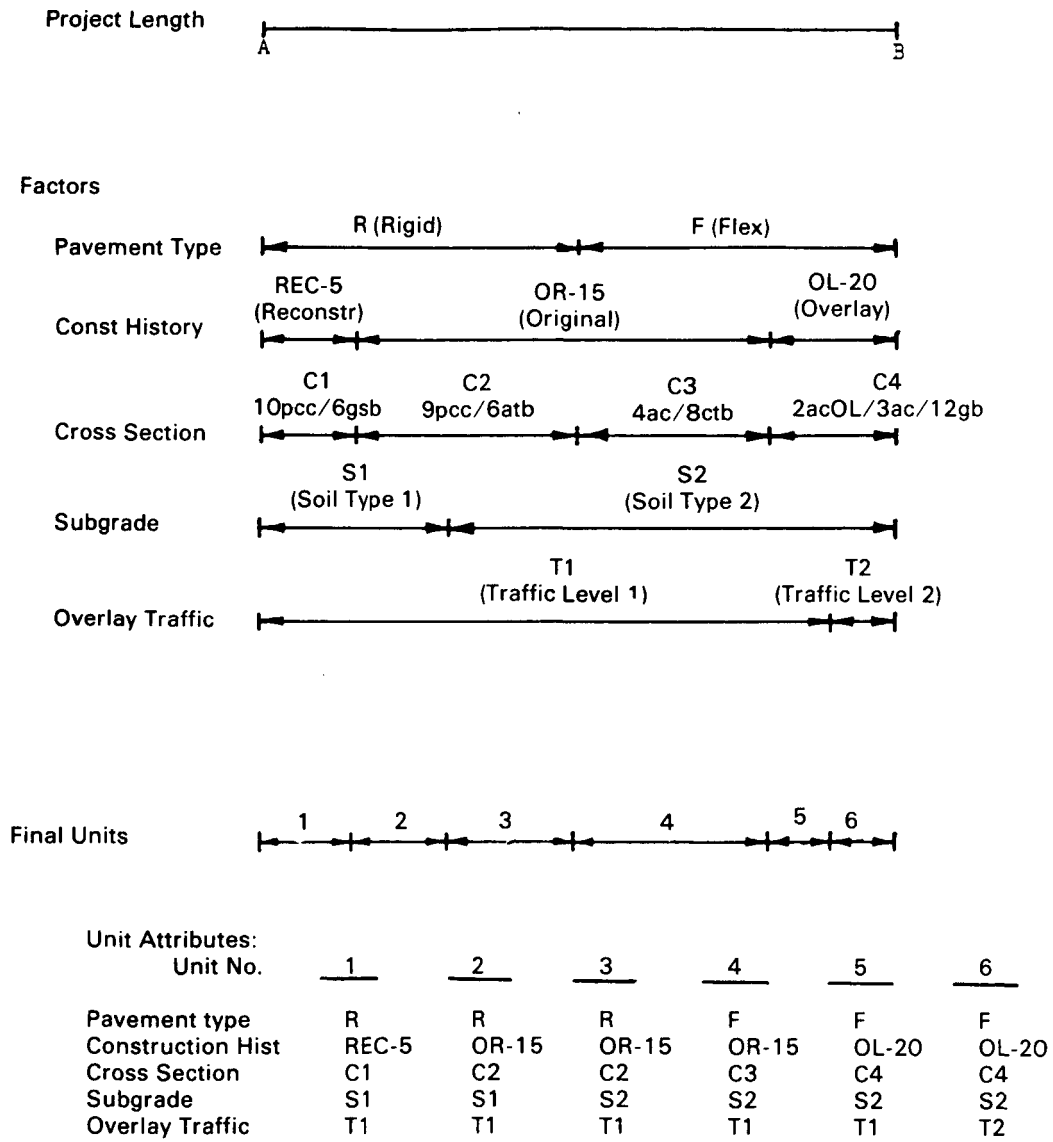 Project Length
A
B
Factors
R (Rigid)
F (Flex)
Pavement Type
REC-5
(Reconstr)
OR-15
(Original)
OL-20
(Overlay)
Const History
C1
10pcc/6gsb
C2
9pcc/6atb
C3
4ac/8ctb
C4
2acOL/3ac/12gb
Cross Section
S1
(Soil Type 1)
S2
(Soil Type 2)
Subgrade
T1
(Traffic Level 1)
T2
(Traffic Level 2)
Overlay Traffic
Final Units
1 2 3 4 5 6
Unit Attributes:
Unit No. 1 2 3 4 5 6
Pavement type R R R F F F
Construction Hist REC-5 OR-15 OR-15 OR-15 OL-20 OL-20
Cross Section C1 C2 C2 C3 C4 C4
Subgrade S1 S1 S2 S2 S2 S2
Overlay Traffic T1 T1 T1 T1 T1 T2